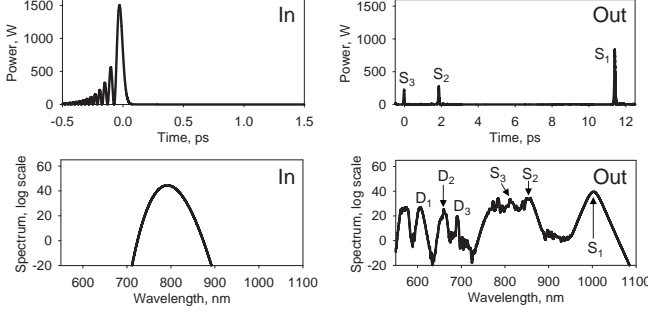 Power, W
1500
1000
500
0
In
-0.5
0.0
0.5
1.0
1.5
Time, ps
Power, W
1500
1000
500
0
Out
S3
S2
S1
0
2
4
6
8
10
12
Time, ps
Spectrum, log scale
60
40
20
0
-20
In
600
700
800
900
1000
1100
Wavelength, nm
Spectrum, log scale
60
40
20
0
-20
Out
D1
D2
D3
S3
S2
S1
600
700
800
900
1000
1100
Wavelength, nm